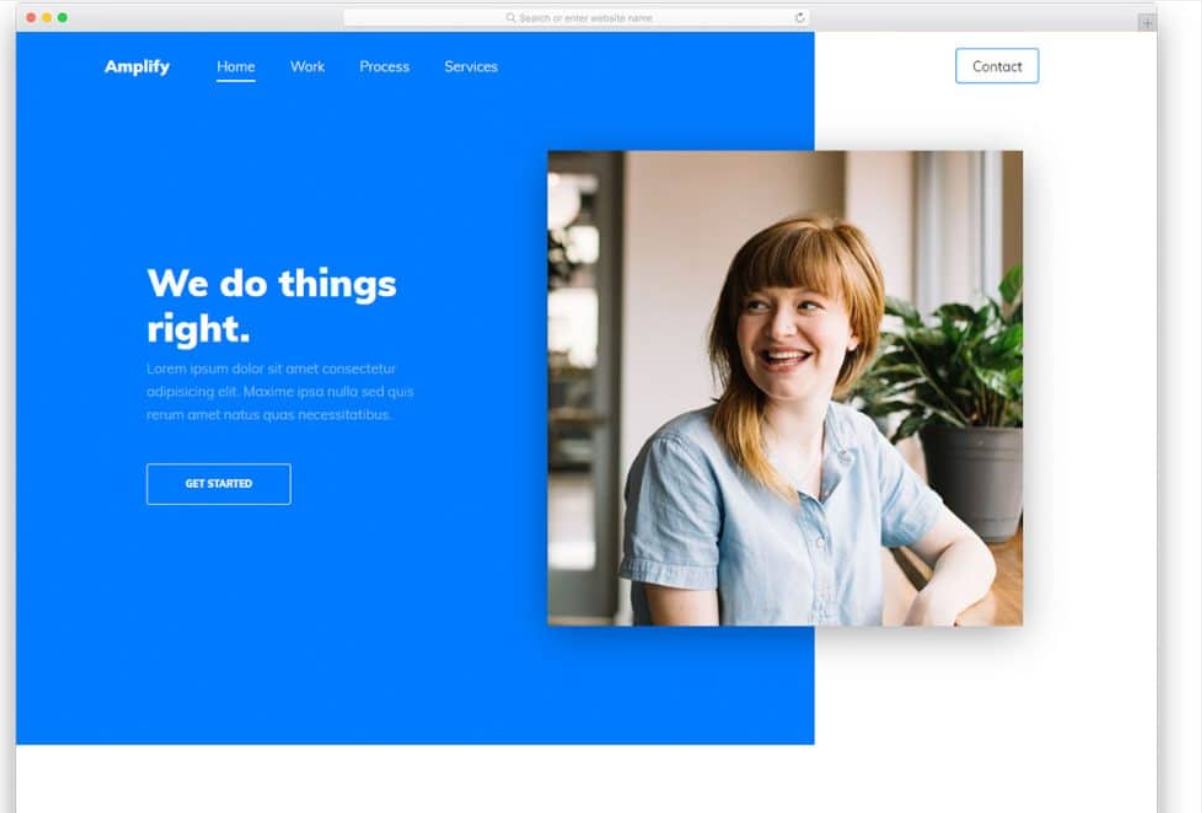 Search or enter website name
Amplify Home Work Process Services Contact
We do things
right.
Lorem ipsum dolor sit amet consectetur
adipisicing elit. Maxime ipsa nulla sed quis
rerum amet natus quas necessitatibus.
GET STARTED